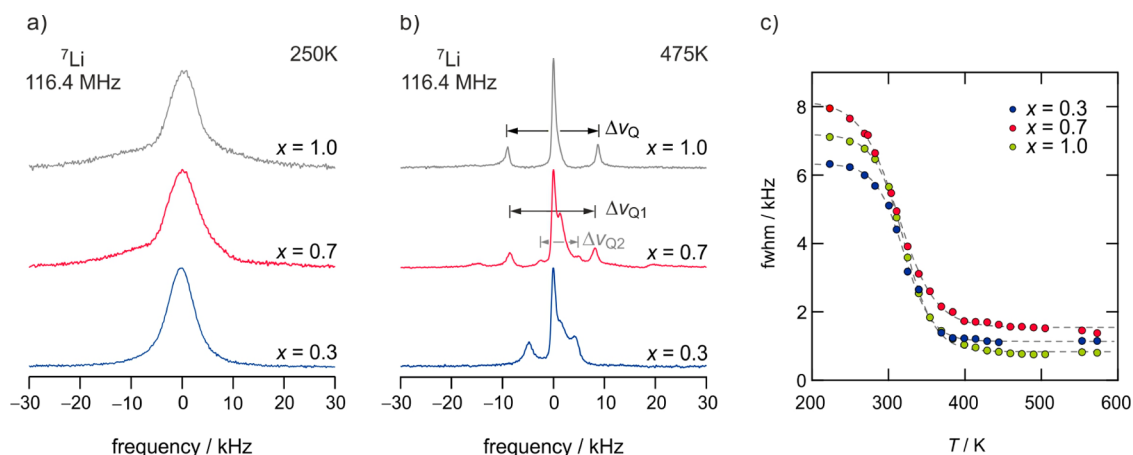 a)
⁷Li
116.4 MHz
250K
x = 1.0
x = 0.7
x = 0.3
−30 −20 −10 0 10 20 30
frequency / kHz
b)
⁷Li
116.4 MHz
475K
ΔνQ
x = 1.0
ΔνQ1
ΔνQ2
x = 0.7
x = 0.3
−30 −20 −10 0 10 20 30
frequency / kHz
c)
fwhm / kHz
8
6
4
2
0
x = 0.3
x = 0.7
x = 1.0
200 300 400 500 600
T / K